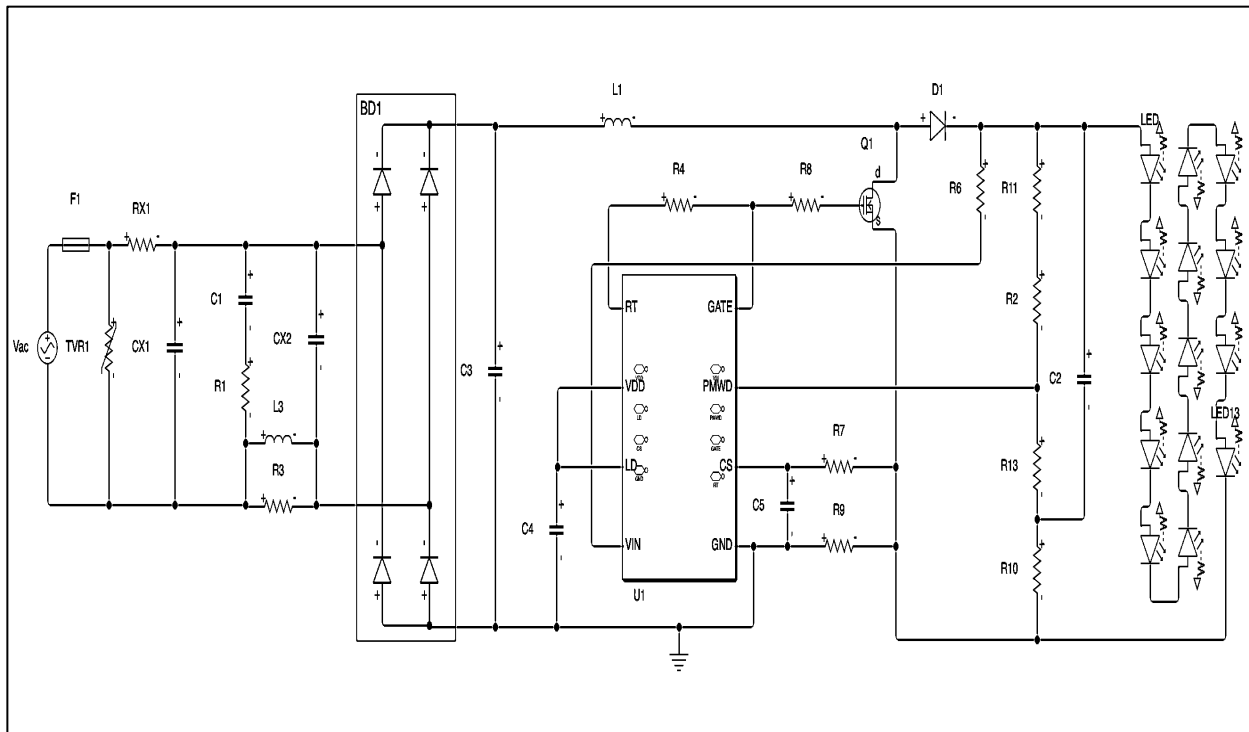 BD1
L1
D1
Q1
d
s
F1
RX1
R4
R8
R6
R11
LED
Vac
TVR1
CX1
C1
CX2
R1
L3
R3
C3
RT
GATE
VDD
PMWD
LD
CS
VIN
GND
U1
C4
C5
R7
R9
R2
C2
R13
R10
LED13